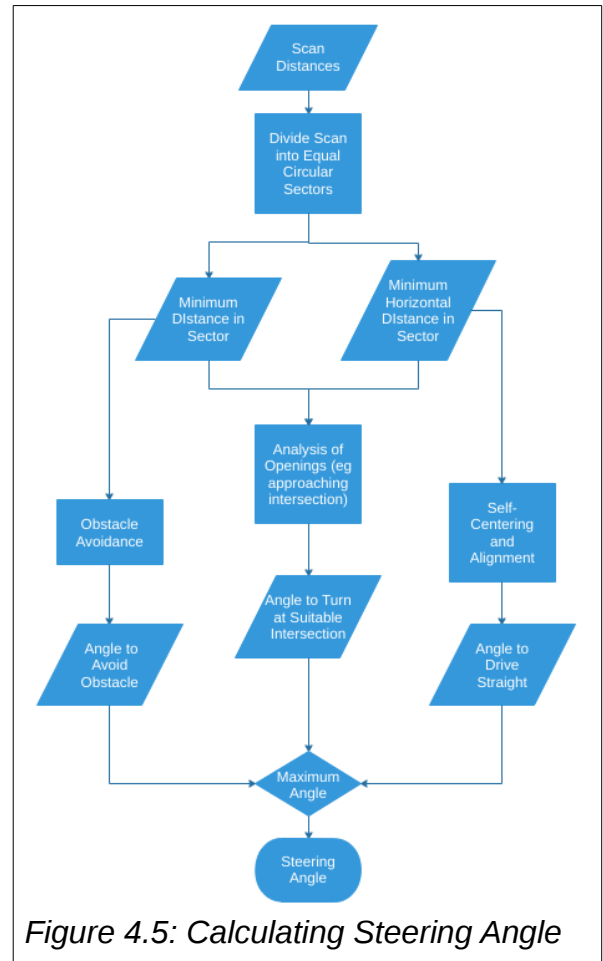 Scan
Distances
Divide Scan
into Equal
Circular
Sectors
Minimum
DIstance in
Sector
Minimum
Horizontal
DIstance in
Sector
Analysis of
Openings (eg
approaching
intersection)
Obstacle
Avoidance
Self-
Centering
and
Alignment
Angle to Turn
at Suitable
Intersection
Angle to
Avoid
Obstacle
Angle to
Drive
Straight
Maximum
Angle
Steering
Angle
Figure 4.5: Calculating Steering Angle